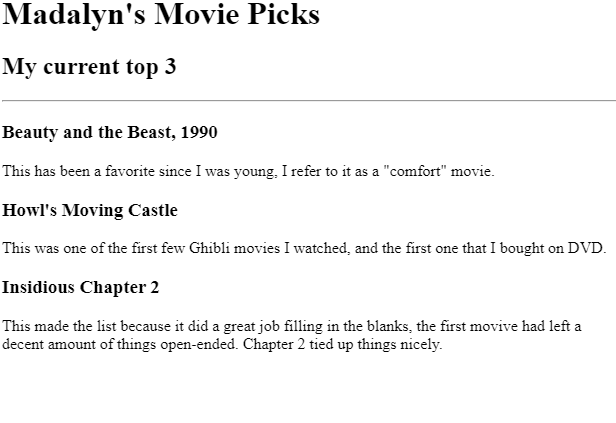 Madalyn's Movie Picks
My current top 3
Beauty and the Beast, 1990
This has been a favorite since I was young, I refer to it as a "comfort" movie.
Howl's Moving Castle
This was one of the first few Ghibli movies I watched, and the first one that I bought on DVD.
Insidious Chapter 2
This made the list because it did a great job filling in the blanks, the first movive had left a
decent amount of things open-ended. Chapter 2 tied up things nicely.